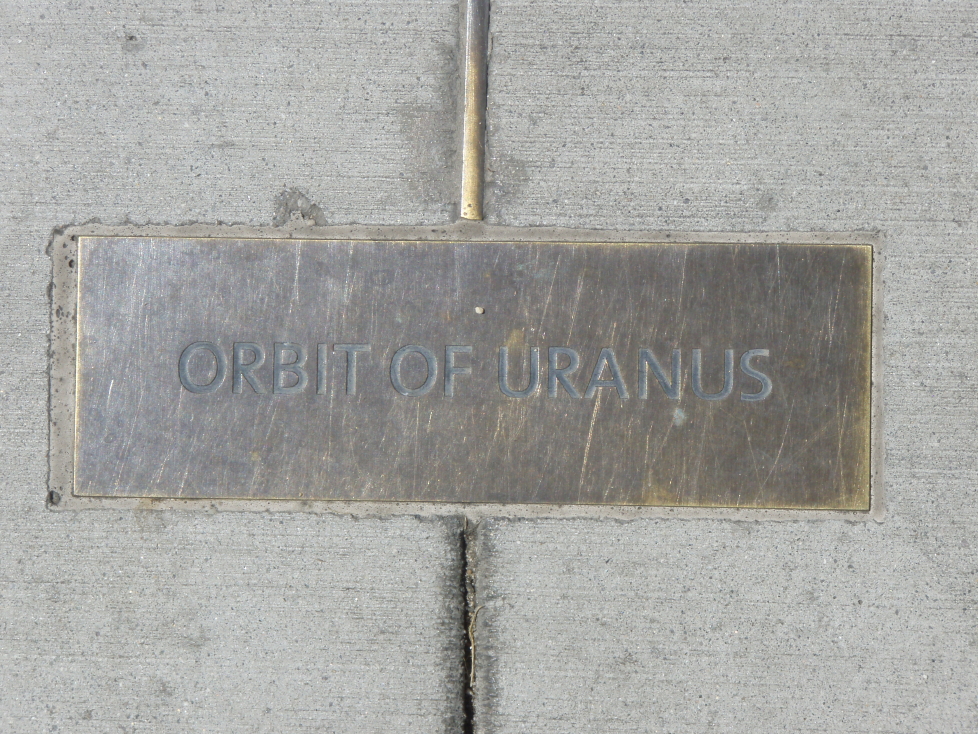 ORBIT OF URANUS